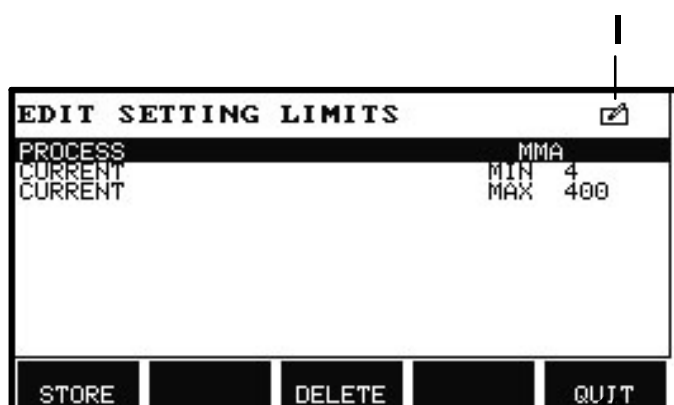 I
EDIT SETTING LIMITS
PROCESS MMA
CURRENT MIN 4
CURRENT MAX 400
STORE DELETE QUIT